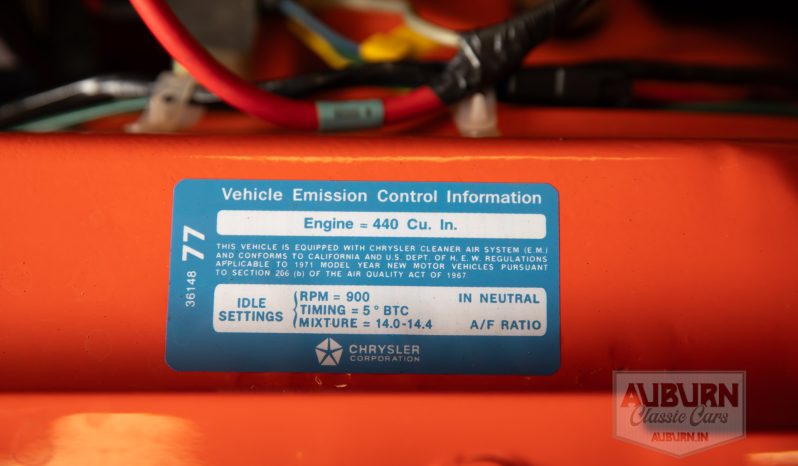 Vehicle Emission Control Information
Engine = 440 Cu. In.
THIS VEHICLE IS EQUIPPED WITH CHRYSLER CLEANER AIR SYSTEM (E.M.)
AND CONFORMS TO CALIFORNIA AND U.S. DEPT. OF H.E.W. REGULATIONS
APPLICABLE TO 1971 MODEL YEAR NEW MOTOR VEHICLES PURSUANT
TO SECTION 206 (b) OF THE AIR QUALITY ACT OF 1967
36148 77
IDLE SETTINGS
RPM = 900 IN NEUTRAL
TIMING = 5° BTC
MIXTURE = 14.0-14.4 A/F RATIO
CHRYSLER
CORPORATION
AUBURN
Classic Cars
AUBURN.IN